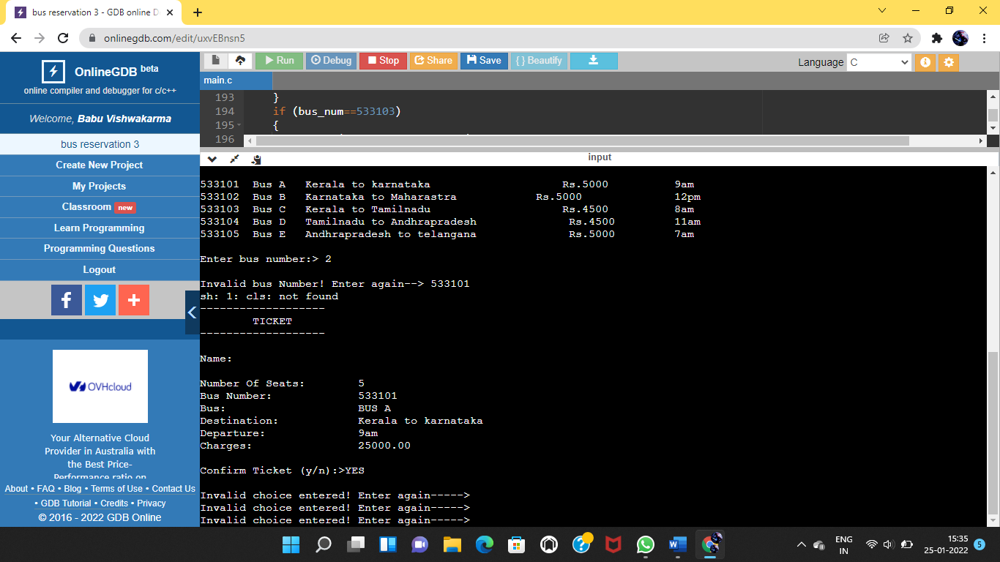 bus reservation 3 - GDB online D
onlinegdb.com/edit/uxvEBnsn5
OnlineGDB beta
online compiler and debugger for c/c++
Welcome, Babu Vishwakarma
bus reservation 3
Create New Project
My Projects
Classroom new
Learn Programming
Programming Questions
Logout
OVHcloud
Your Alternative Cloud
Provider in Australia with
the Best Price-
Performance ratio on
About • FAQ • Blog • Terms of Use • Contact Us
• GDB Tutorial • Credits • Privacy
© 2016 - 2022 GDB Online
Run Debug Stop Share Save { } Beautify Language C
main.c
193 }
194 if (bus_num==533103)
195 {
196
input
533101 Bus A Kerala to karnataka Rs.5000 9am
533102 Bus B Karnataka to Maharastra Rs.5000 12pm
533103 Bus C Kerala to Tamilnadu Rs.4500 8am
533104 Bus D Tamilnadu to Andhrapradesh Rs.4500 11am
533105 Bus E Andhrapradesh to telangana Rs.5000 7am
Enter bus number:> 2
Invalid bus Number! Enter again--> 533101
sh: 1: cls: not found
-------------------
TICKET
-------------------
Name:
Number Of Seats: 5
Bus Number: 533101
Bus: BUS A
Destination: Kerala to karnataka
Departure: 9am
Charges: 25000.00
Confirm Ticket (y/n):>YES
Invalid choice entered! Enter again----->
Invalid choice entered! Enter again----->
Invalid choice entered! Enter again----->
ENG
IN
15:35
25-01-2022
5